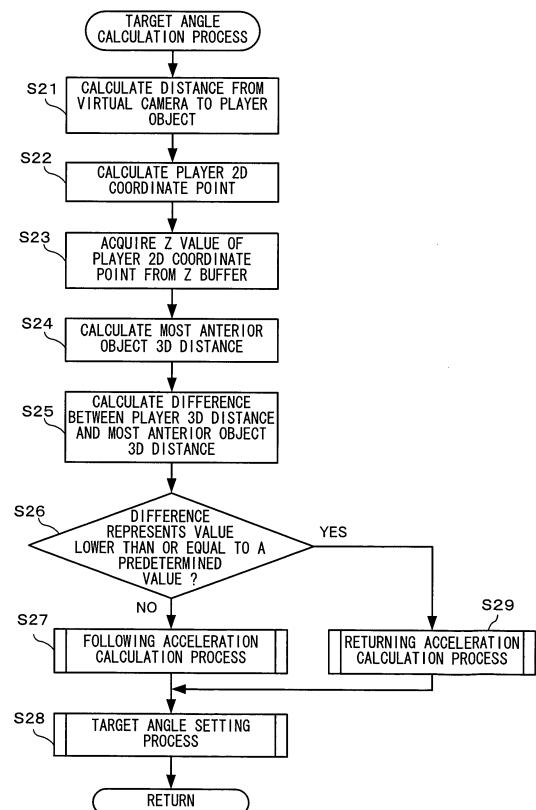 TARGET ANGLE
CALCULATION PROCESS
S21
CALCULATE DISTANCE FROM
VIRTUAL CAMERA TO PLAYER
OBJECT
S22
CALCULATE PLAYER 2D
COORDINATE POINT
S23
ACQUIRE Z VALUE OF
PLAYER 2D COORDINATE
POINT FROM Z BUFFER
S24
CALCULATE MOST ANTERIOR
OBJECT 3D DISTANCE
S25
CALCULATE DIFFERENCE
BETWEEN PLAYER 3D DISTANCE
AND MOST ANTERIOR OBJECT
3D DISTANCE
S26
DIFFERENCE
REPRESENTS VALUE
LOWER THAN OR EQUAL TO A
PREDETERMINED
VALUE ?
YES
NO
S27
FOLLOWING ACCELERATION
CALCULATION PROCESS
S29
RETURNING ACCELERATION
CALCULATION PROCESS
S28
TARGET ANGLE SETTING
PROCESS
RETURN